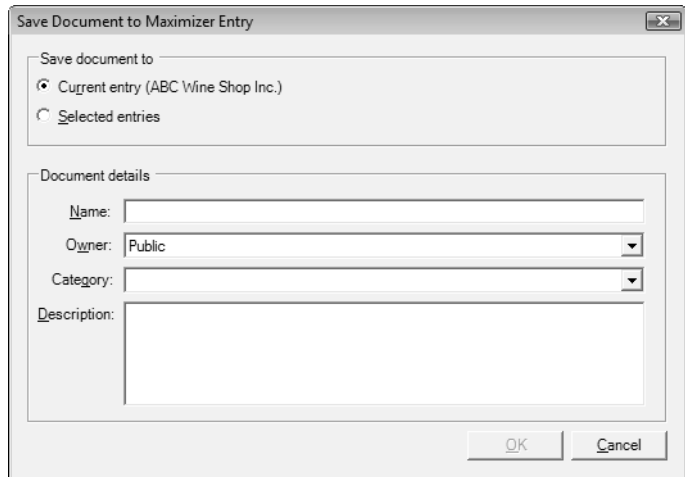 Save Document to Maximizer Entry
Save document to
Current entry (ABC Wine Shop Inc.)
Selected entries
Document details
Name:
Owner: Public
Category:
Description:
OK Cancel